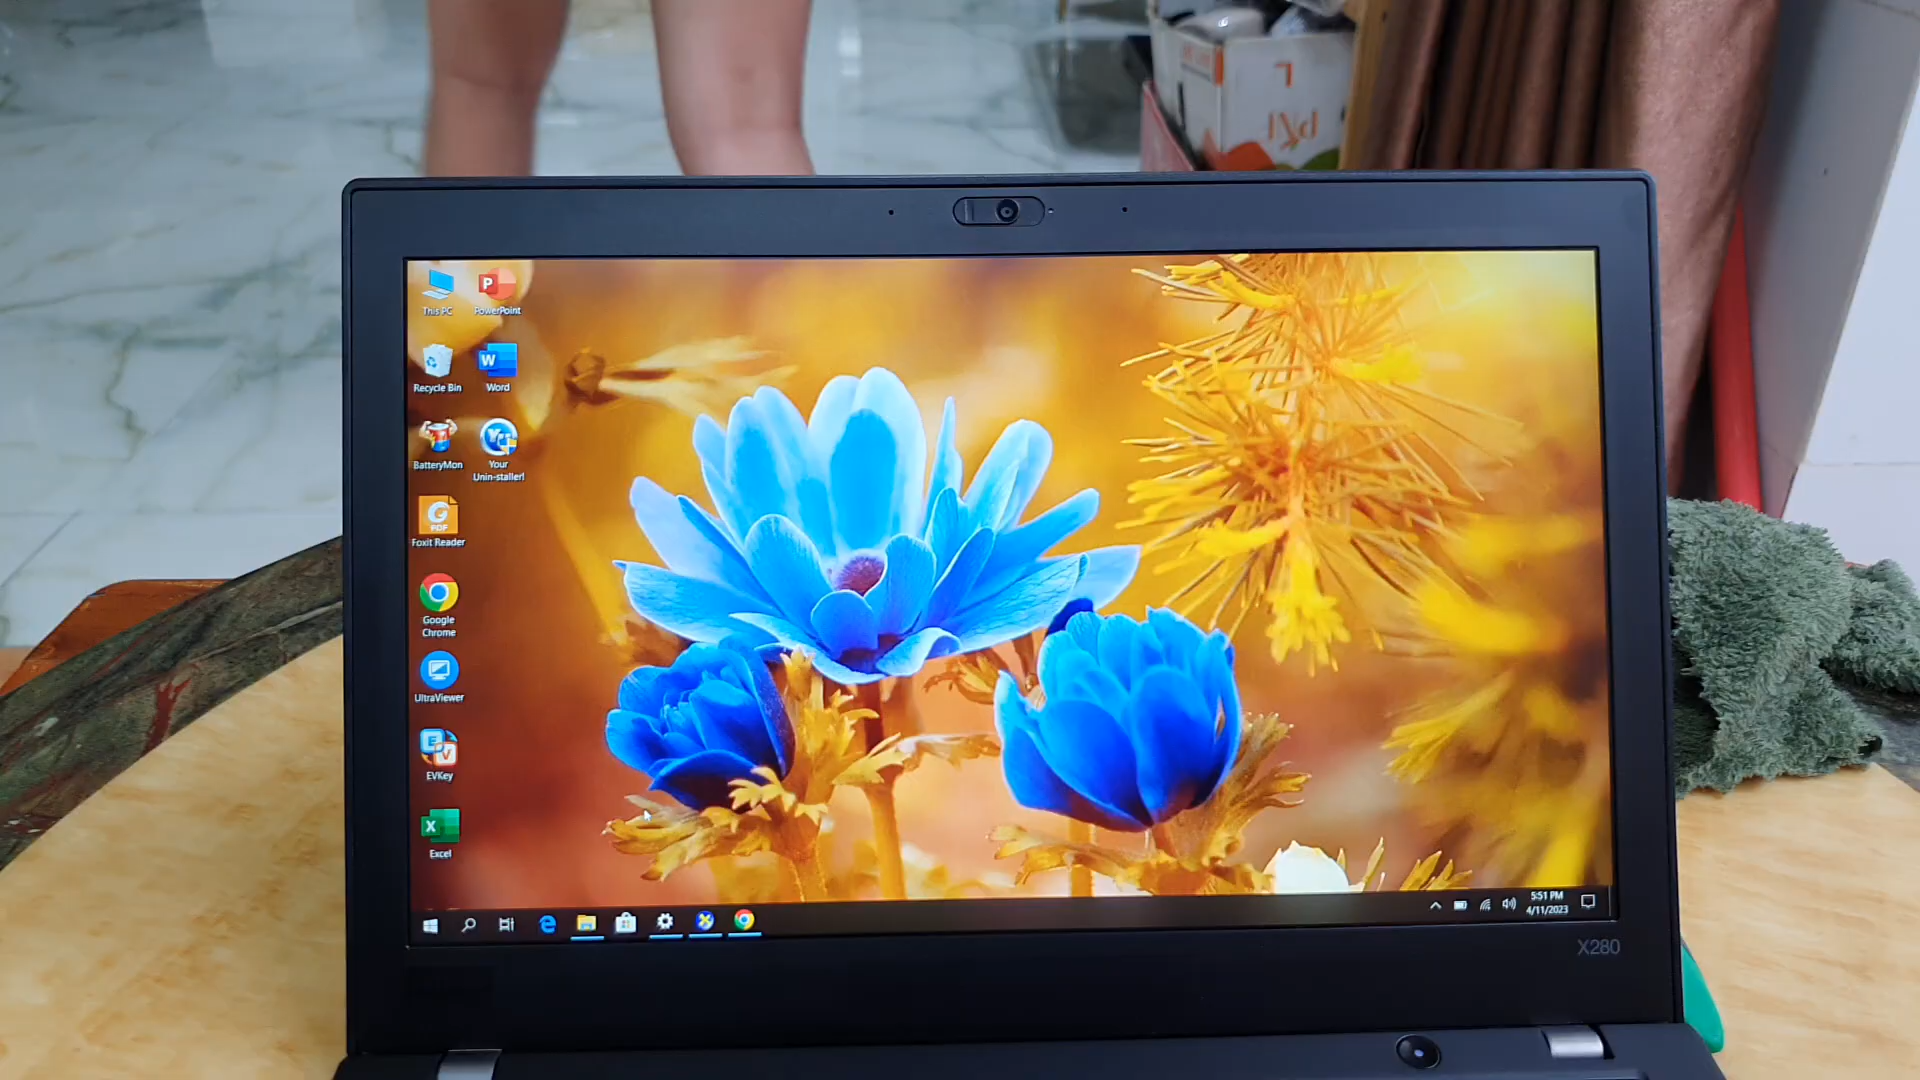 This PC
PowerPoint
Recycle Bin
Word
BatteryMon
Your
Unin-staller!
PDF
Foxit Reader
Google
Chrome
UltraViewer
EVKey
Excel
5:51 PM
4/11/2023
X280